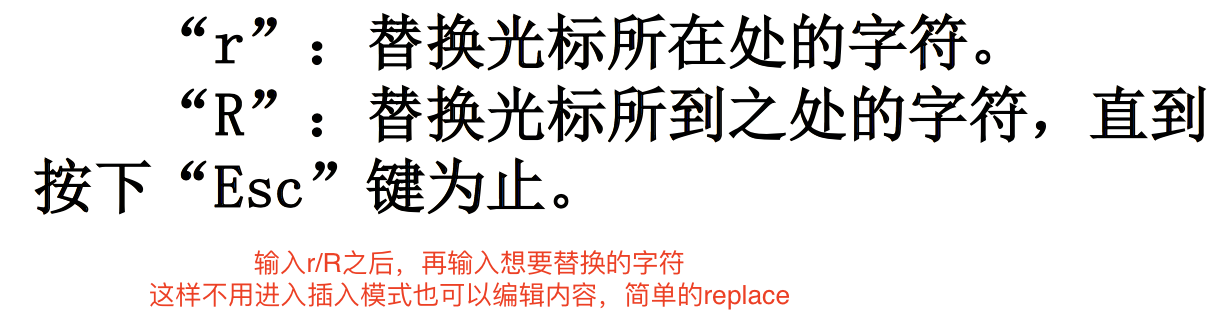 “r”：替换光标所在处的字符。
“R”：替换光标所到之处的字符，直到
按下“Esc”键为止。
输入r/R之后，再输入想要替换的字符
这样不用进入插入模式也可以编辑内容，简单的replace